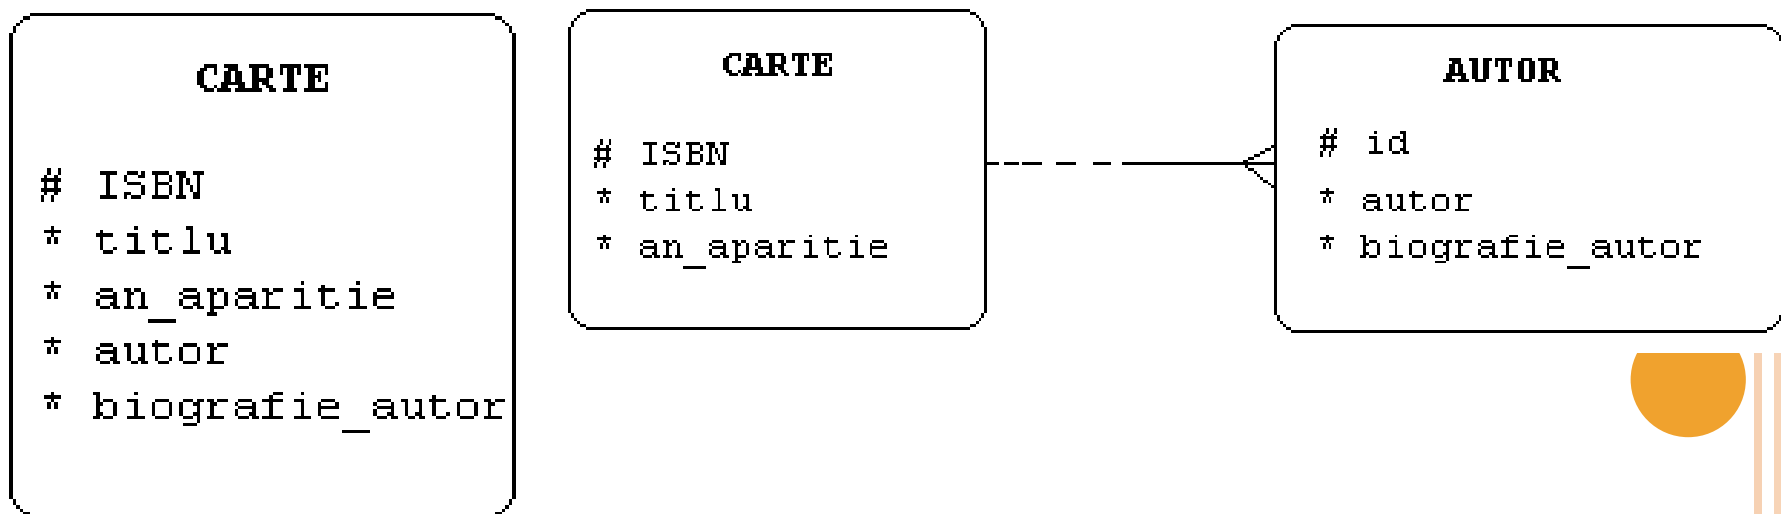 CARTE
# ISBN
* titlu
* an_aparitie
* autor
* biografie_autor
CARTE
# ISBN
* titlu
* an_aparitie
AUTOR
# id
* autor
* biografie_autor